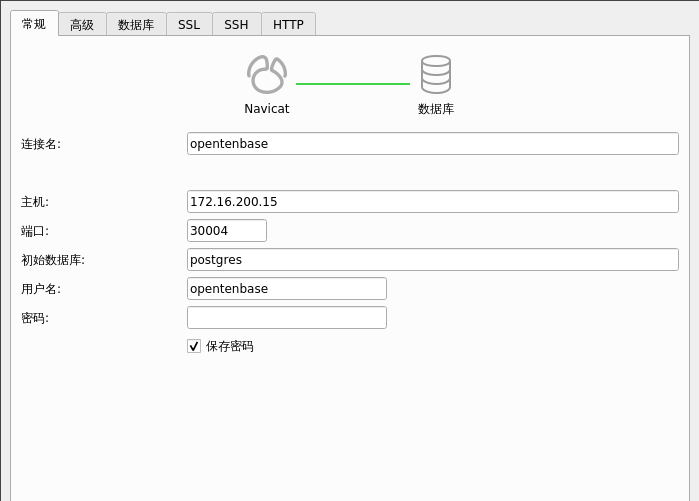 常规 高级 数据库 SSL SSH HTTP
Navicat 数据库
连接名: opentenbase
主机: 172.16.200.15
端口: 30004
初始数据库: postgres
用户名: opentenbase
密码:
保存密码